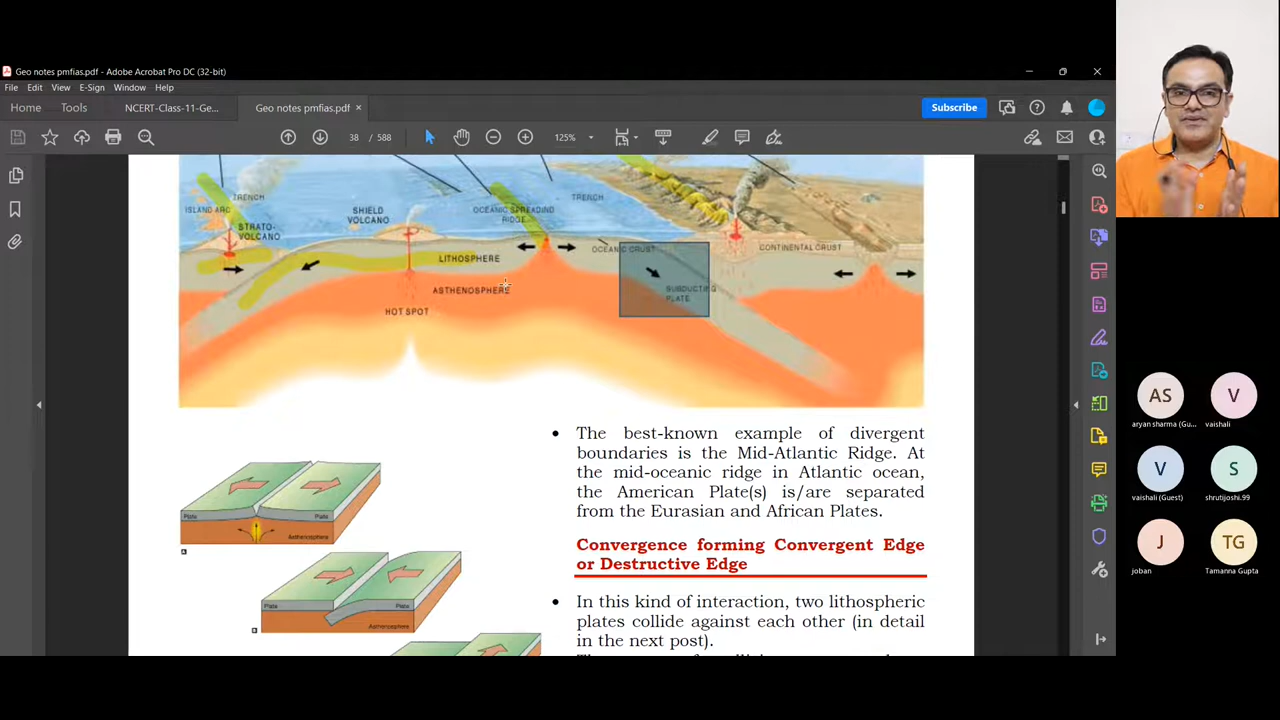 Geo notes pmfias.pdf - Adobe Acrobat Pro DC (32-bit)
File Edit View E-Sign Window Help
Home Tools NCERT-Class-11-Ge... Geo notes pmfias.pdf × Subscribe
38 / 588 125%
TRENCH
ISLAND ARC
STRATO-
VOLCANO
SHIELD
VOLCANO
OCEANIC SPREADING
RIDGE
TRENCH
OCEANIC CRUST
CONTINENTAL CRUST
LITHOSPHERE
ASTHENOSPHERE
SUBDUCTING
PLATE
HOT SPOT
• The best-known example of divergent
boundaries is the Mid-Atlantic Ridge. At
the mid-oceanic ridge in Atlantic ocean,
the American Plate(s) is/are separated
from the Eurasian and African Plates.
Convergence forming Convergent Edge
or Destructive Edge
• In this kind of interaction, two lithospheric
plates collide against each other (in detail
in the next post).
Plate Plate
Asthenosphere
A
Plate Plate
Asthenosphere
B
AS V
aryan sharma (Gu... vaishali
V S
vaishali (Guest) shrutijoshi.99
J TG
joban Tamanna Gupta